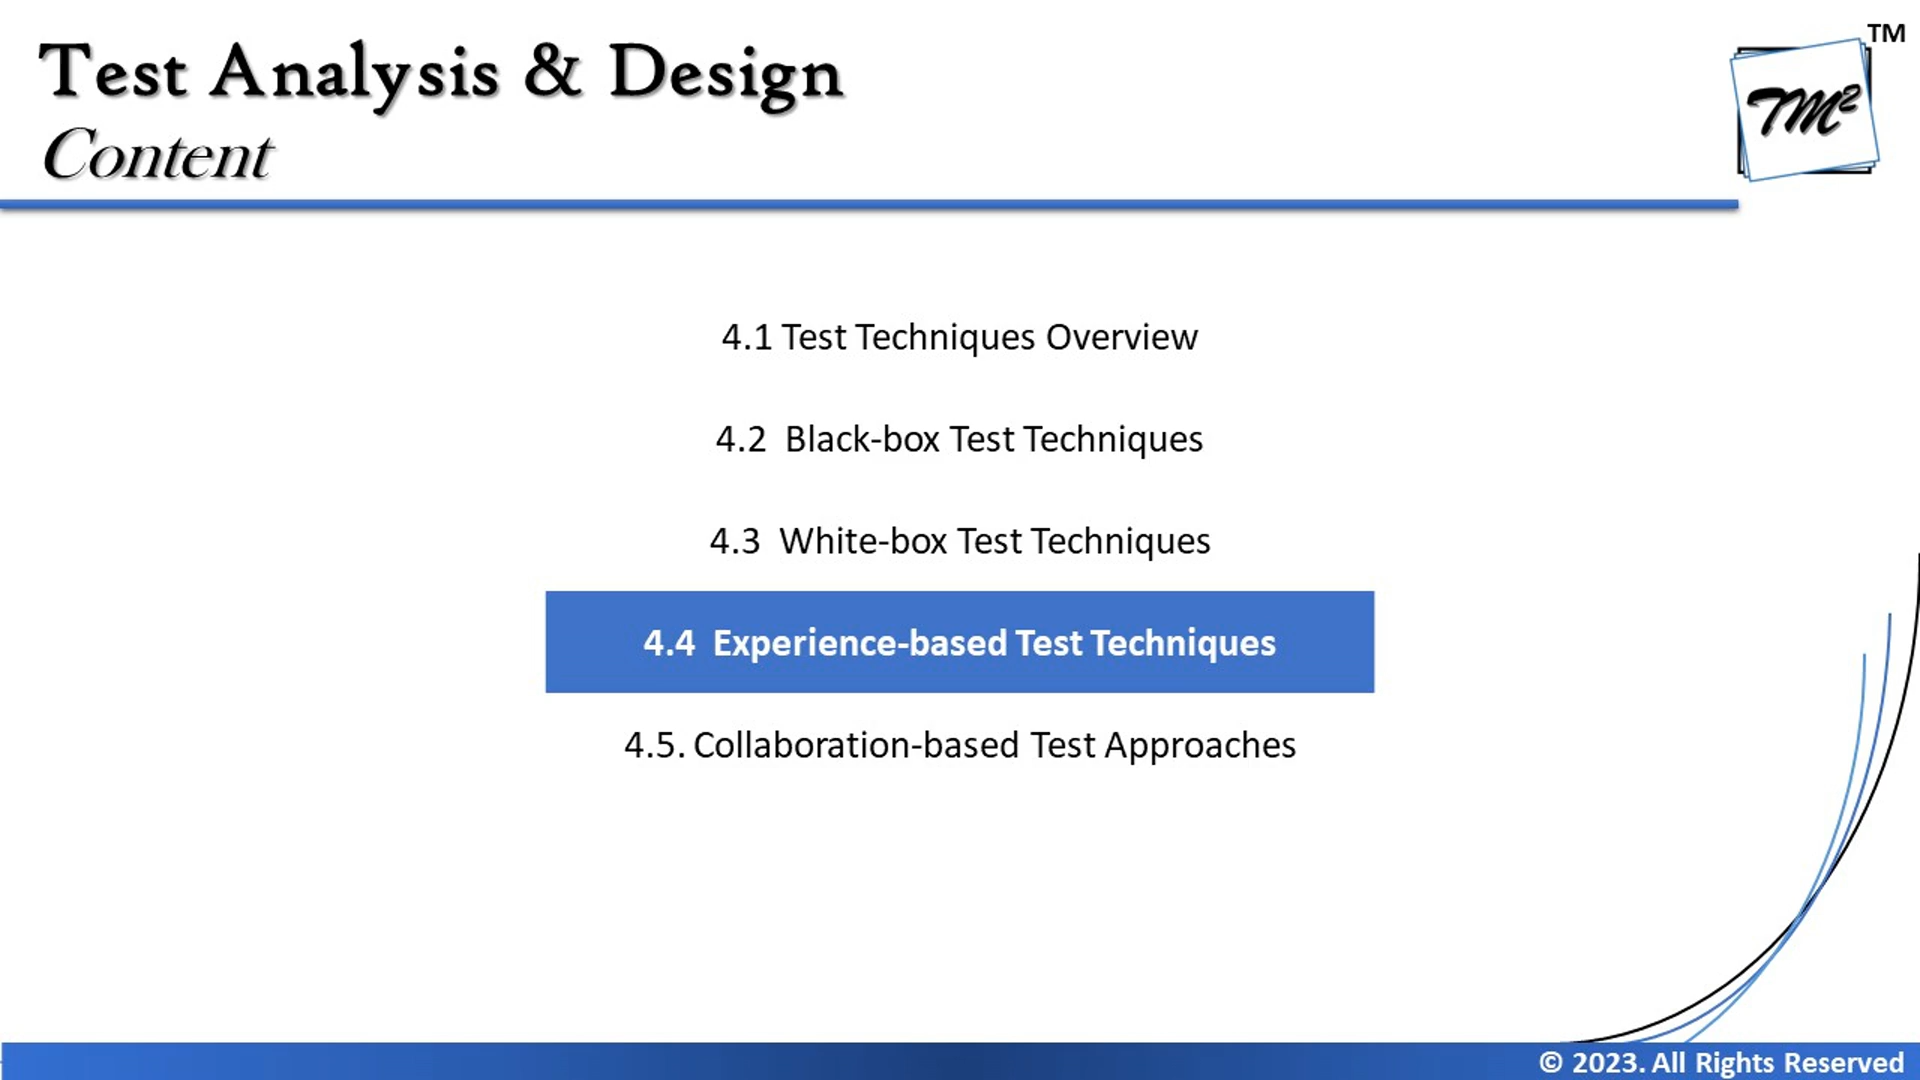 Test Analysis & Design
Content
TM
TM²
4.1 Test Techniques Overview
4.2 Black-box Test Techniques
4.3 White-box Test Techniques
4.4 Experience-based Test Techniques
4.5. Collaboration-based Test Approaches
© 2023. All Rights Reserved